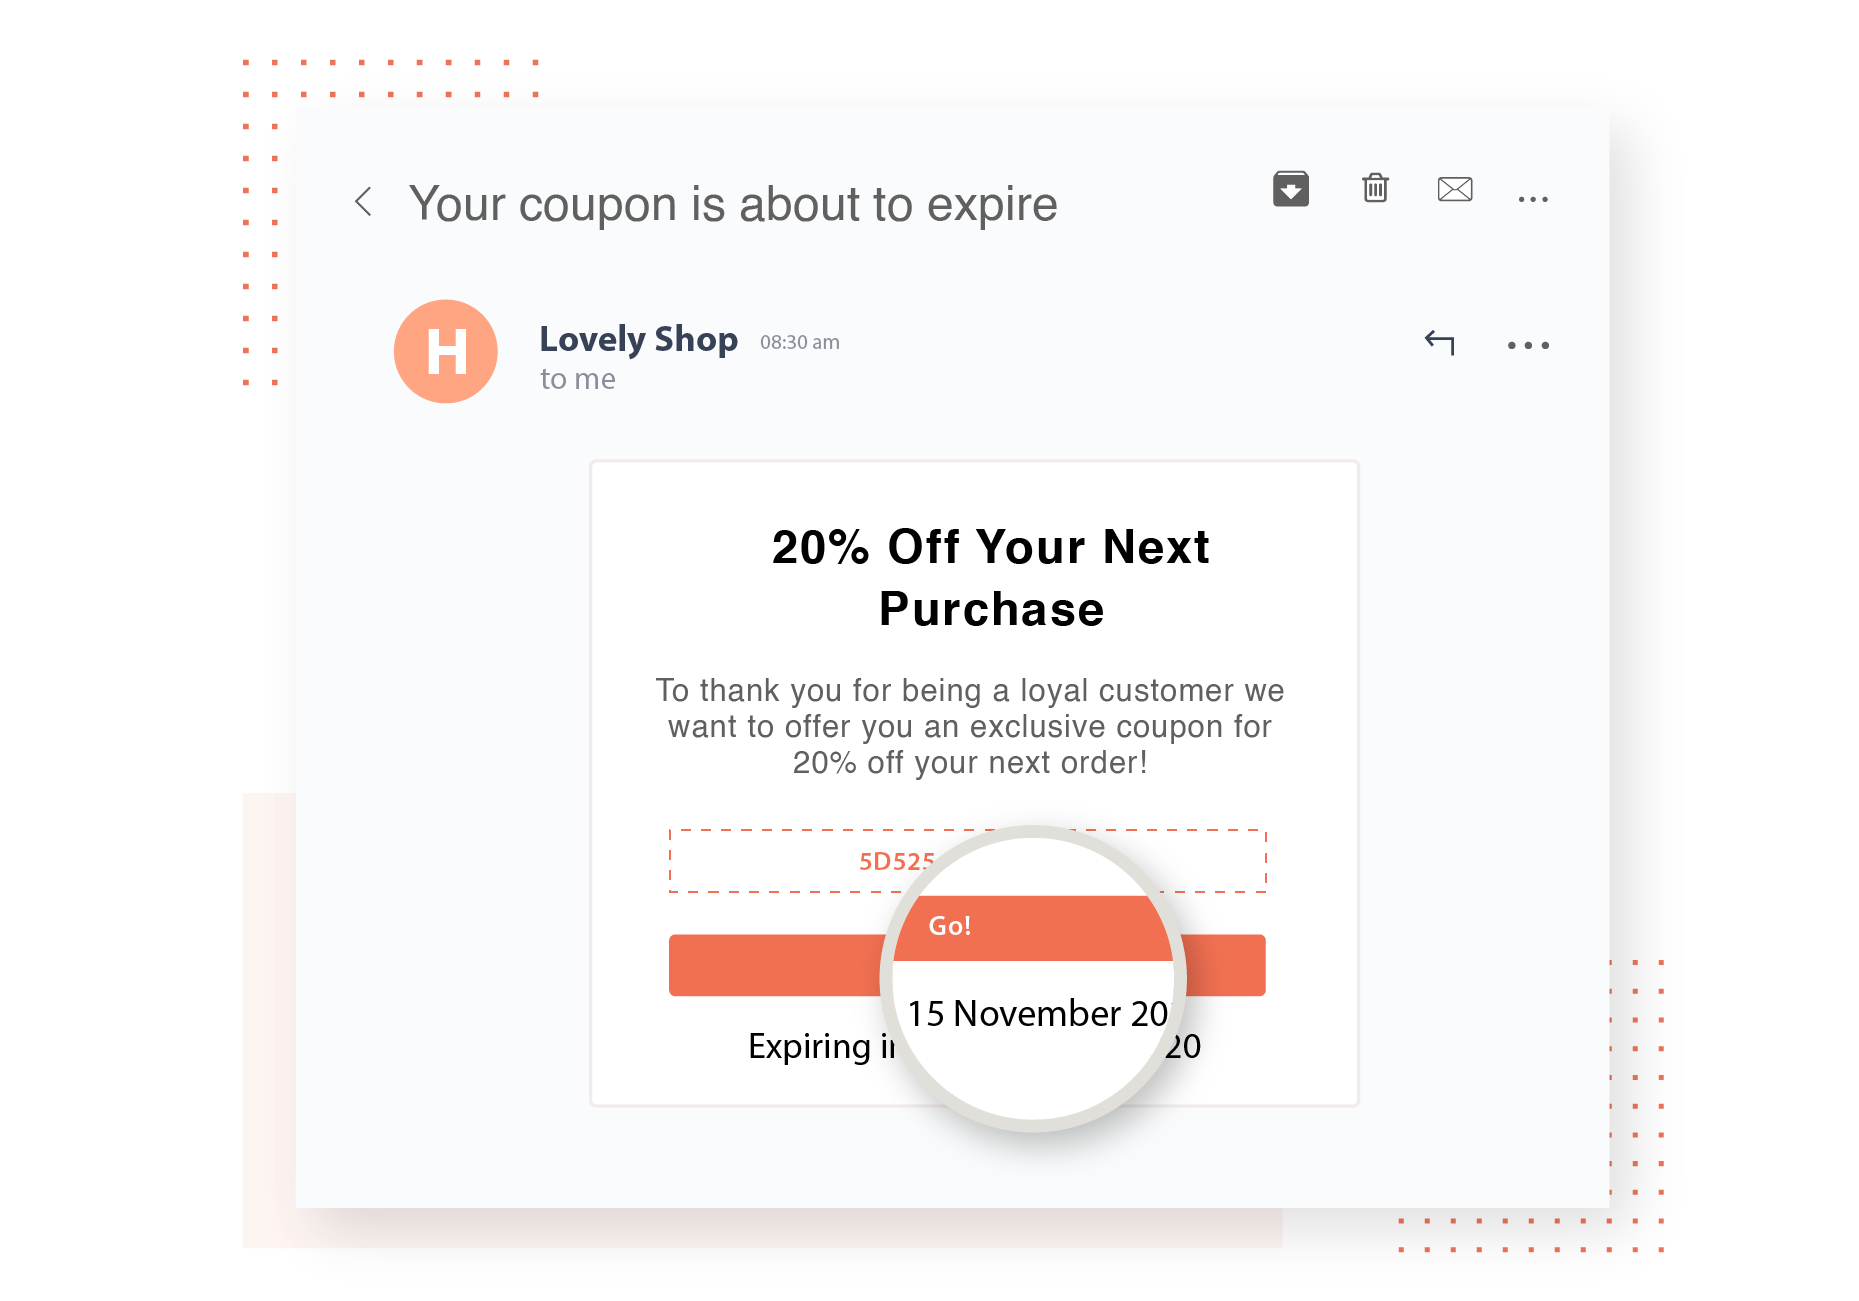 Your coupon is about to expire
H
Lovely Shop 08:30 am
to me
20% Off Your Next
Purchase
To thank you for being a loyal customer we
want to offer you an exclusive coupon for
20% off your next order!
5D525
Go!
15 November 20
Expiring 20